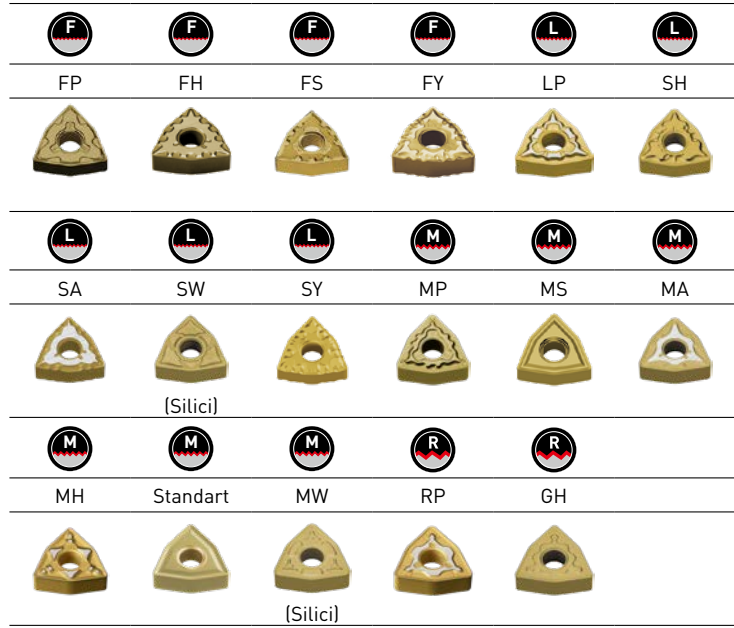 F F F F L L
FP FH FS FY LP SH
L L L M M M
SA SW SY MP MS MA
(Silici)
M M M R R
MH Standart MW RP GH
(Silici)